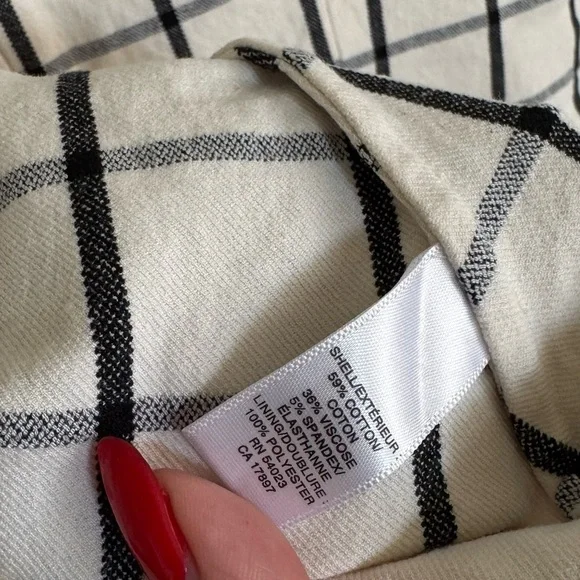 SHELL/EXTÉRIEUR
59% COTTON/
COTON
36% VISCOSE
5% SPANDEX/
ÉLASTHANNE
LINING/DOUBLURE :
100% POLYESTER
RN 54023
CA 17897